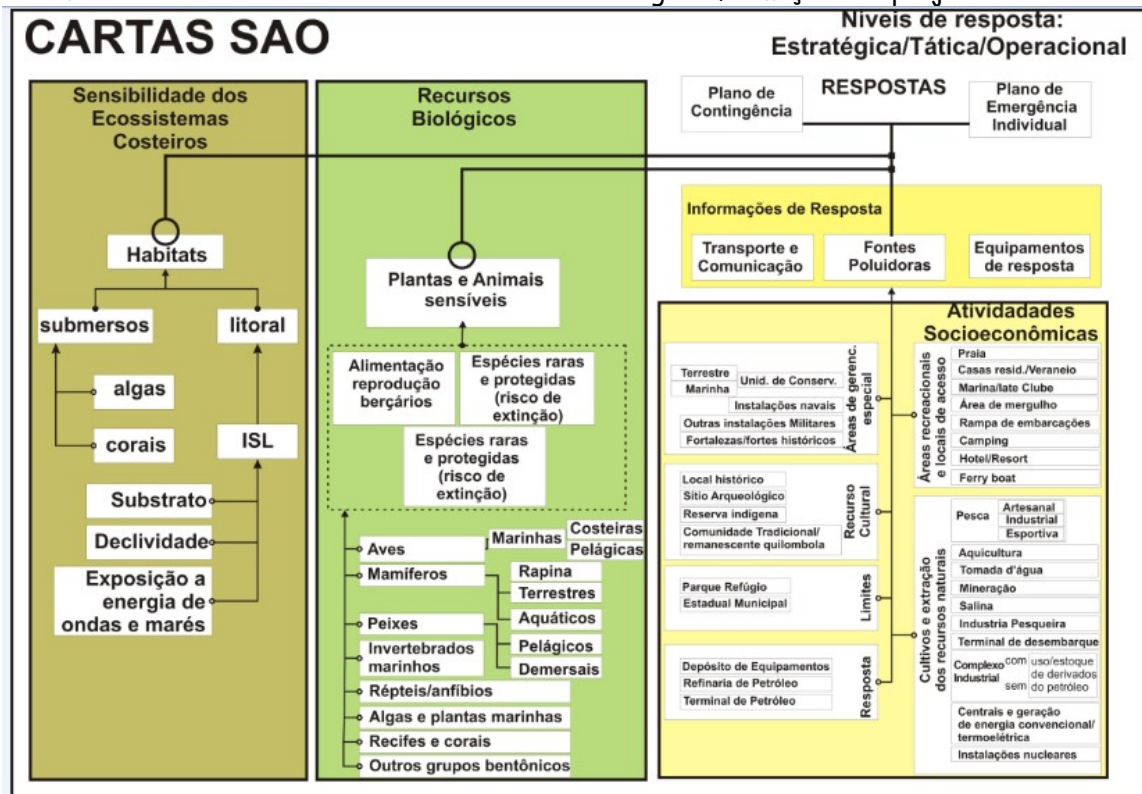 CARTAS SAO
Níveis de resposta:
Estratégica/Tática/Operacional
Sensibilidade dos
Ecossistemas
Costeiros
Habitats
submersos
litoral
algas
corais
ISL
Substrato
Declividade
Exposição a
energia de
ondas e marés
Recursos
Biológicos
Plantas e Animais
sensíveis
Alimentação
reprodução
berçários
Espécies raras
e protegidas
(risco de
extinção)
Espécies raras
e protegidas
(risco de
extinção)
Aves
Marinhas
Costeiras
Pelágicas
Mamíferos
Rapina
Terrestres
Aquáticos
Peixes
Pelágicos
Demersais
Invertebrados
marinhos
Répteis/anfíbios
Algas e plantas marinhas
Recifes e corais
Outros grupos bentônicos
Plano de
Contingência
RESPOSTAS
Plano de
Emergência
Individual
Informações de Resposta
Transporte e
Comunicação
Fontes
Poluidoras
Equipamentos
de resposta
Atividadades
Socioeconômicas
Terrestre
Marinha
Unid. de Conserv.
Instalações navais
Outras instalações Militares
Fortalezas/fortes históricos
Áreas de gerenc.
especial
Local histórico
Sítio Arqueológico
Reserva indígena
Comunidade Tradicional/
remanescente quilombola
Recurso
Cultural
Parque Refúgio
Estadual Municipal
Limites
Depósito de Equipamentos
Refinaria de Petróleo
Terminal de Petróleo
Resposta
Áreas recreacionais
e locais de acesso
Praia
Casas resid./Veraneio
Marina/Iate Clube
Área de mergulho
Rampa de embarcações
Camping
Hotel/Resort
Ferry boat
Cultivos e extração
dos recursos naturais
Pesca
Artesanal
Industrial
Esportiva
Aquicultura
Tomada d'água
Mineração
Salina
Industria Pesqueira
Terminal de desembarque
Complexo
Industrial
com
sem
uso/estoque
de derivados
do petróleo
Centrais e geração
de energia convencional/
termoelétrica
Instalações nucleares